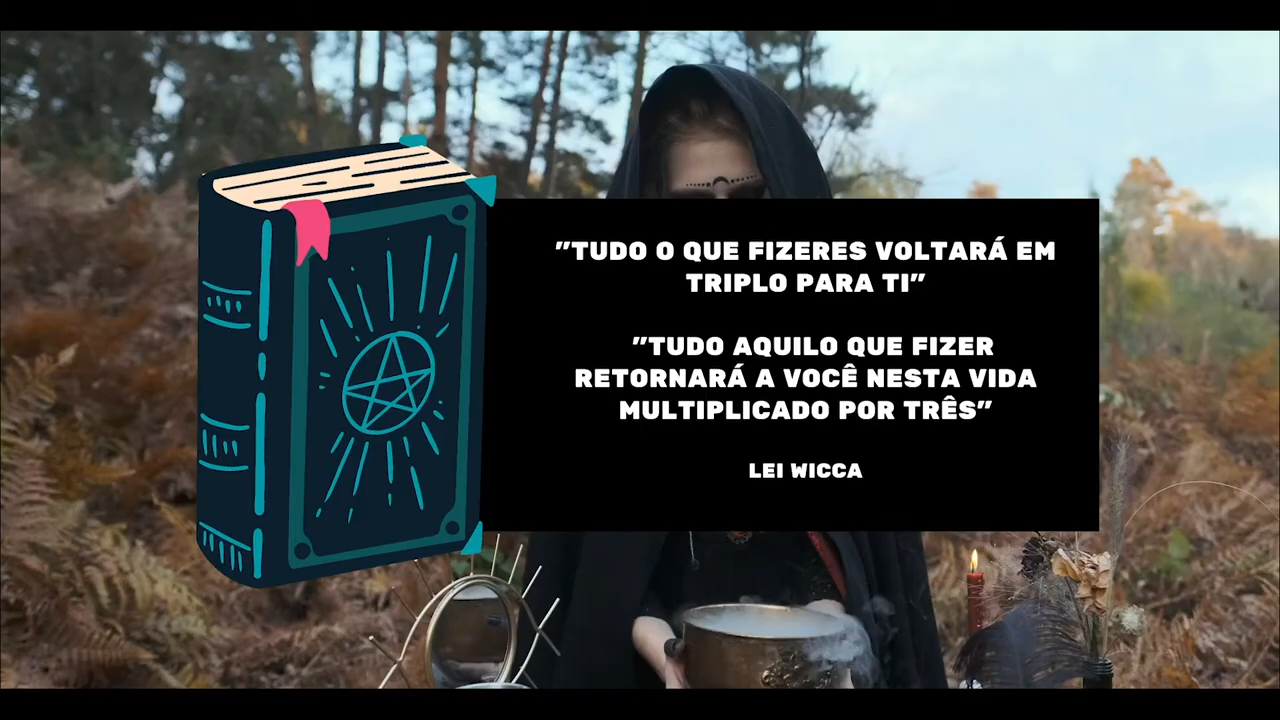 ”TUDO O QUE FIZERES VOLTARÁ EM
TRIPLO PARA TI”
”TUDO AQUILO QUE FIZER
RETORNARÁ A VOCÊ NESTA VIDA
MULTIPLICADO POR TRÊS”
LEI WICCA